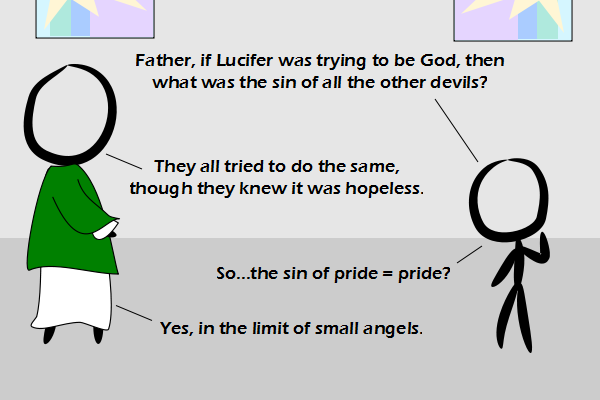 Father, if Lucifer was trying to be God, then
what was the sin of all the other devils?
They all tried to do the same,
though they knew it was hopeless.
So...the sin of pride = pride?
Yes, in the limit of small angels.